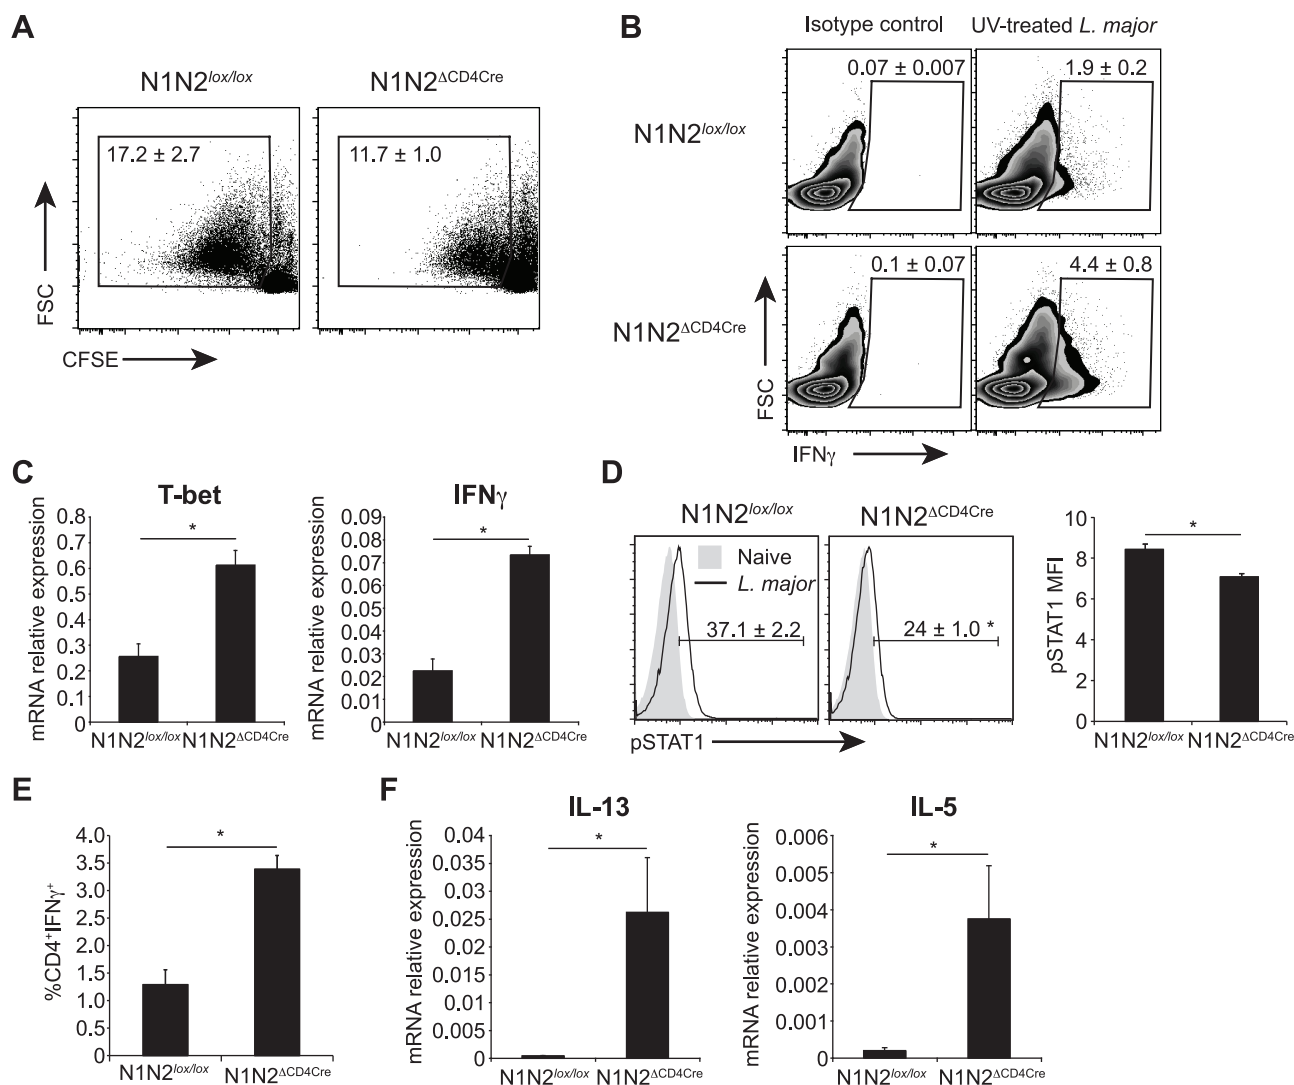 A
N1N2lox/lox
N1N2ΔCD4Cre
17.2 ± 2.7
11.7 ± 1.0
FSC
CFSE
B
Isotype control
UV-treated L. major
N1N2lox/lox
0.07 ± 0.007
1.9 ± 0.2
N1N2ΔCD4Cre
0.1 ± 0.07
4.4 ± 0.8
FSC
IFNγ
C
T-bet
mRNA relative expression
0.8
0.7
0.6
0.5
0.4
0.3
0.2
0.1
0
*
N1N2lox/lox N1N2ΔCD4Cre
IFNγ
mRNA relative expression
0.09
0.08
0.07
0.06
0.05
0.04
0.03
0.02
0.01
0
*
N1N2lox/lox N1N2ΔCD4Cre
D
N1N2lox/lox
N1N2ΔCD4Cre
Naive
L. major
37.1 ± 2.2
24 ± 1.0 *
pSTAT1
pSTAT1 MFI
10
8
6
4
2
0
*
N1N2lox/lox N1N2ΔCD4Cre
E
%CD4+IFNγ+
4.0
3.5
3.0
2.5
2.0
1.5
1.0
0.5
0
*
N1N2lox/lox N1N2ΔCD4Cre
F
IL-13
mRNA relative expression
0.04
0.035
0.03
0.025
0.02
0.015
0.01
0.005
0
*
N1N2lox/lox N1N2ΔCD4Cre
IL-5
mRNA relative expression
0.006
0.005
0.004
0.003
0.002
0.001
0
*
N1N2lox/lox N1N2ΔCD4Cre